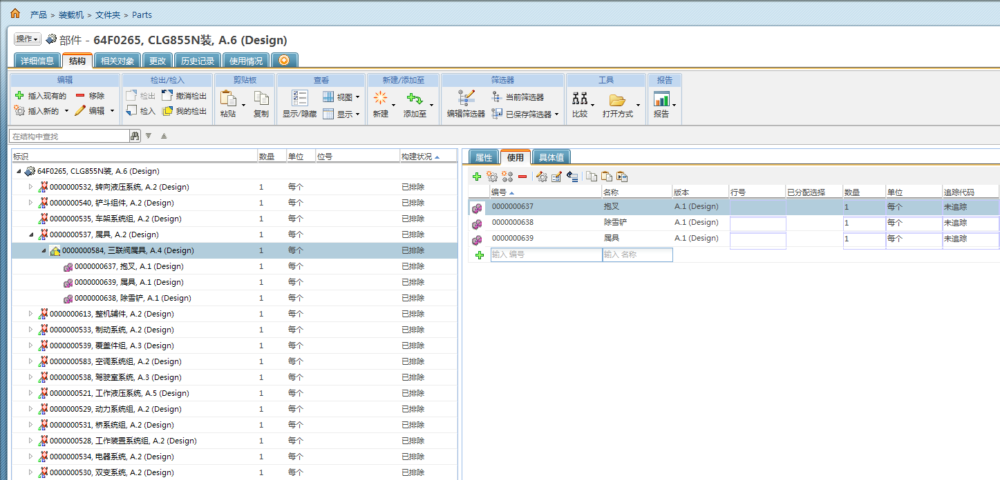 产品 > 装载机 > 文件夹 > Parts
操作 部件 - 64F0265, CLG855N装, A.6 (Design)
详细信息 结构 相关对象 更改 历史记录 使用情况
编辑 检出/检入 剪贴板 查看 新建/添加至 筛选器 工具 报告
插入现有的 移除 检出 撤消检出 视图 当前筛选器
插入新的 编辑 检入 我的检出 粘贴 复制 显示/隐藏 显示 新建 添加至 编辑筛选器 已保存筛选器 比较 打开方式 报告
在结构中查找
标识 数量 单位 位号 构建状况
64F0265, CLG855N装, A.6 (Design)
0000000532, 转向液压系统, A.2 (Design) 1 每个 已排除
0000000540, 铲斗组件, A.2 (Design) 1 每个 已排除
0000000535, 车架系统组, A.2 (Design) 1 每个 已排除
0000000537, 属具, A.2 (Design) 1 每个 已排除
0000000584, 三联阀属具, A.4 (Design) 1 每个 已排除
0000000637, 抱叉, A.1 (Design) 1 每个 已排除
0000000639, 属具, A.1 (Design) 1 每个 已排除
0000000638, 除雪铲, A.1 (Design) 1 每个 已排除
0000000613, 整机辅件, A.2 (Design) 1 每个 已排除
0000000533, 制动系统, A.2 (Design) 1 每个 已排除
0000000539, 覆盖件组, A.3 (Design) 1 每个 已排除
0000000583, 空调系统组, A.2 (Design) 1 每个 已排除
0000000538, 驾驶室系统, A.3 (Design) 1 每个 已排除
0000000521, 工作液压系统, A.5 (Design) 1 每个 已排除
0000000529, 动力系统组, A.2 (Design) 1 每个 已排除
0000000531, 桥系统组, A.2 (Design) 1 每个 已排除
0000000528, 工作装置系统组, A.2 (Design) 1 每个 已排除
0000000534, 电器系统, A.2 (Design) 1 每个 已排除
0000000530, 双变系统, A.2 (Design) 1 每个 已排除
属性 使用 具体值
编号 名称 版本 行号 已分配选择 数量 单位 追踪代码
0000000637 抱叉 A.1 (Design) 1 每个 未追踪
0000000638 除雪铲 A.1 (Design) 1 每个 未追踪
0000000639 属具 A.1 (Design) 1 每个 未追踪
输入 编号 输入 名称